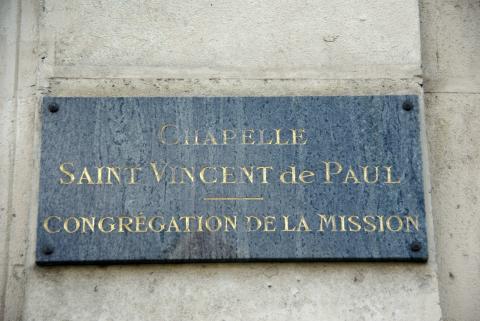 CHAPELLE
SAINT VINCENT de PAUL
CONGRÉGATION DE LA MISSION